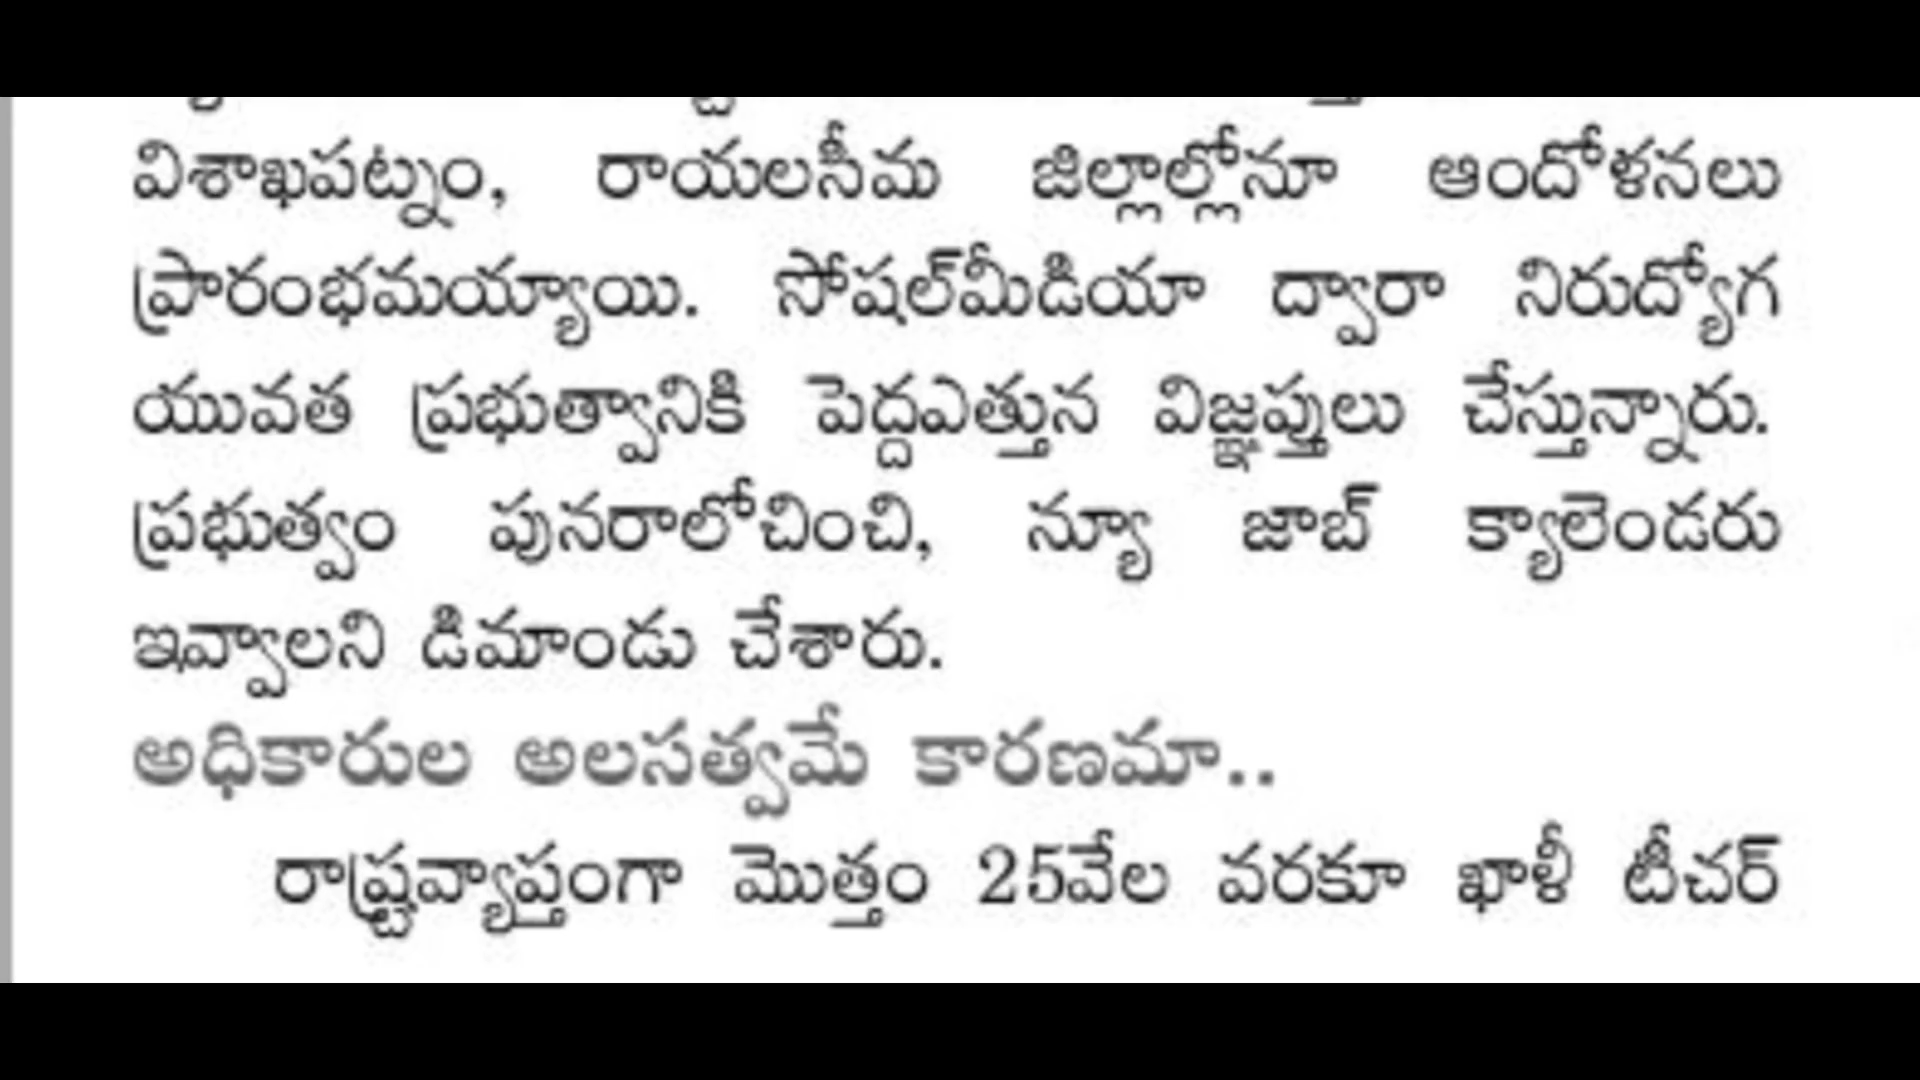 విశాఖపట్నం, రాయలసీమ జిల్లాల్లోనూ ఆందోళనలు
ప్రారంభమయ్యాయి. సోషల్‌మీడియా ద్వారా నిరుద్యోగ
యువత ప్రభుత్వానికి పెద్దఎత్తున విజ్ఞప్తులు చేస్తున్నారు.
ప్రభుత్వం పునరాలోచించి, న్యూ జాబ్ క్యాలెండరు
ఇవ్వాలని డిమాండు చేశారు.
అధికారుల అలసత్వమే కారణమా..
రాష్ట్రవ్యాప్తంగా మొత్తం 25వేల వరకూ ఖాళీ టీచర్